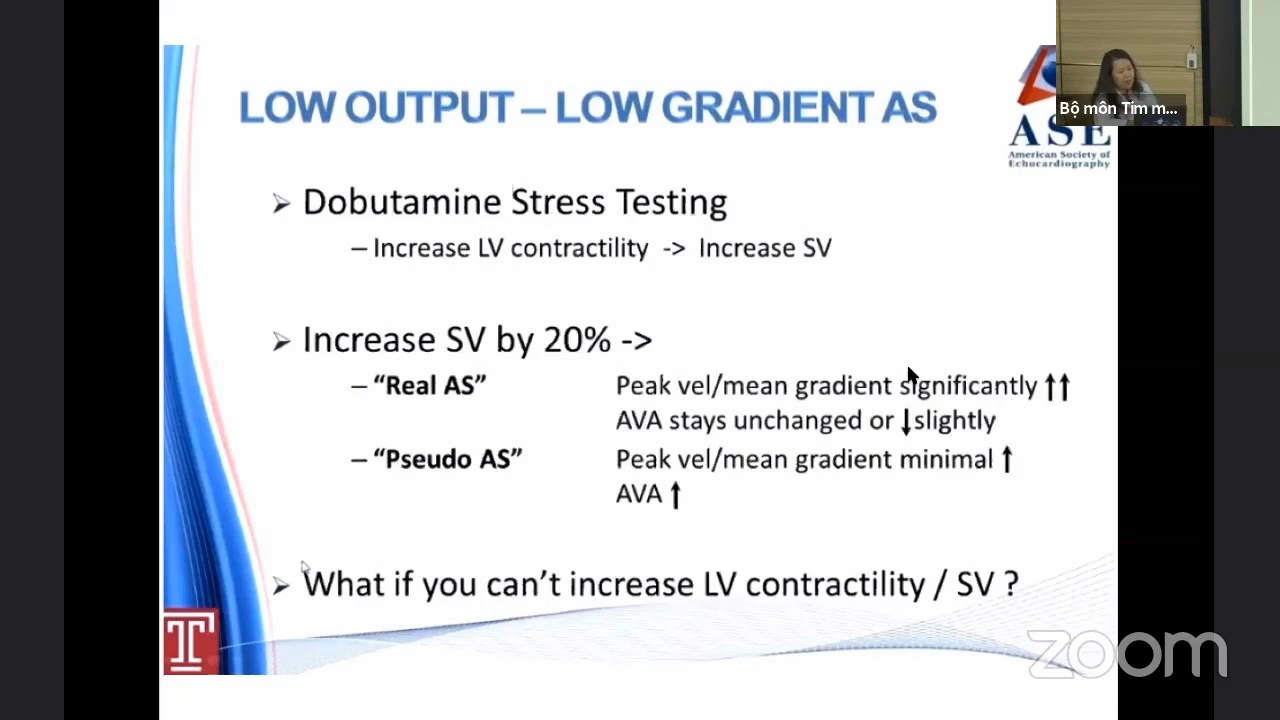 LOW OUTPUT – LOW GRADIENT AS
Bộ môn Tim m...
ASE
American Society of
Echocardiography
➢ Dobutamine Stress Testing
– Increase LV contractility -> Increase SV
➢ Increase SV by 20% ->
– “Real AS” Peak vel/mean gradient significantly ↑↑
AVA stays unchanged or ↓slightly
– “Pseudo AS” Peak vel/mean gradient minimal ↑
AVA ↑
➢ What if you can’t increase LV contractility / SV ?
T
zoom